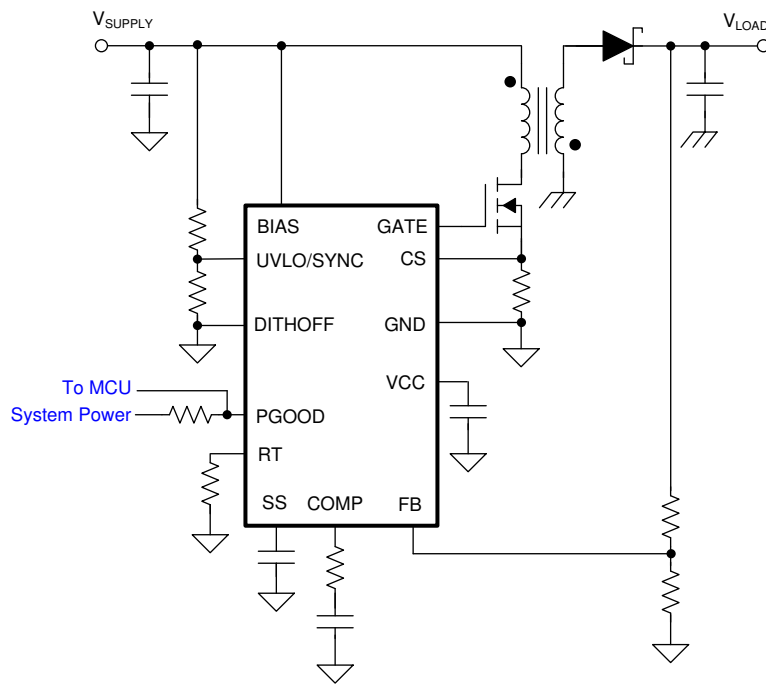 VSUPPLY
VLOAD
BIAS
GATE
UVLO/SYNC
CS
DITHOFF
GND
VCC
To MCU
System Power
PGOOD
RT
SS
COMP
FB